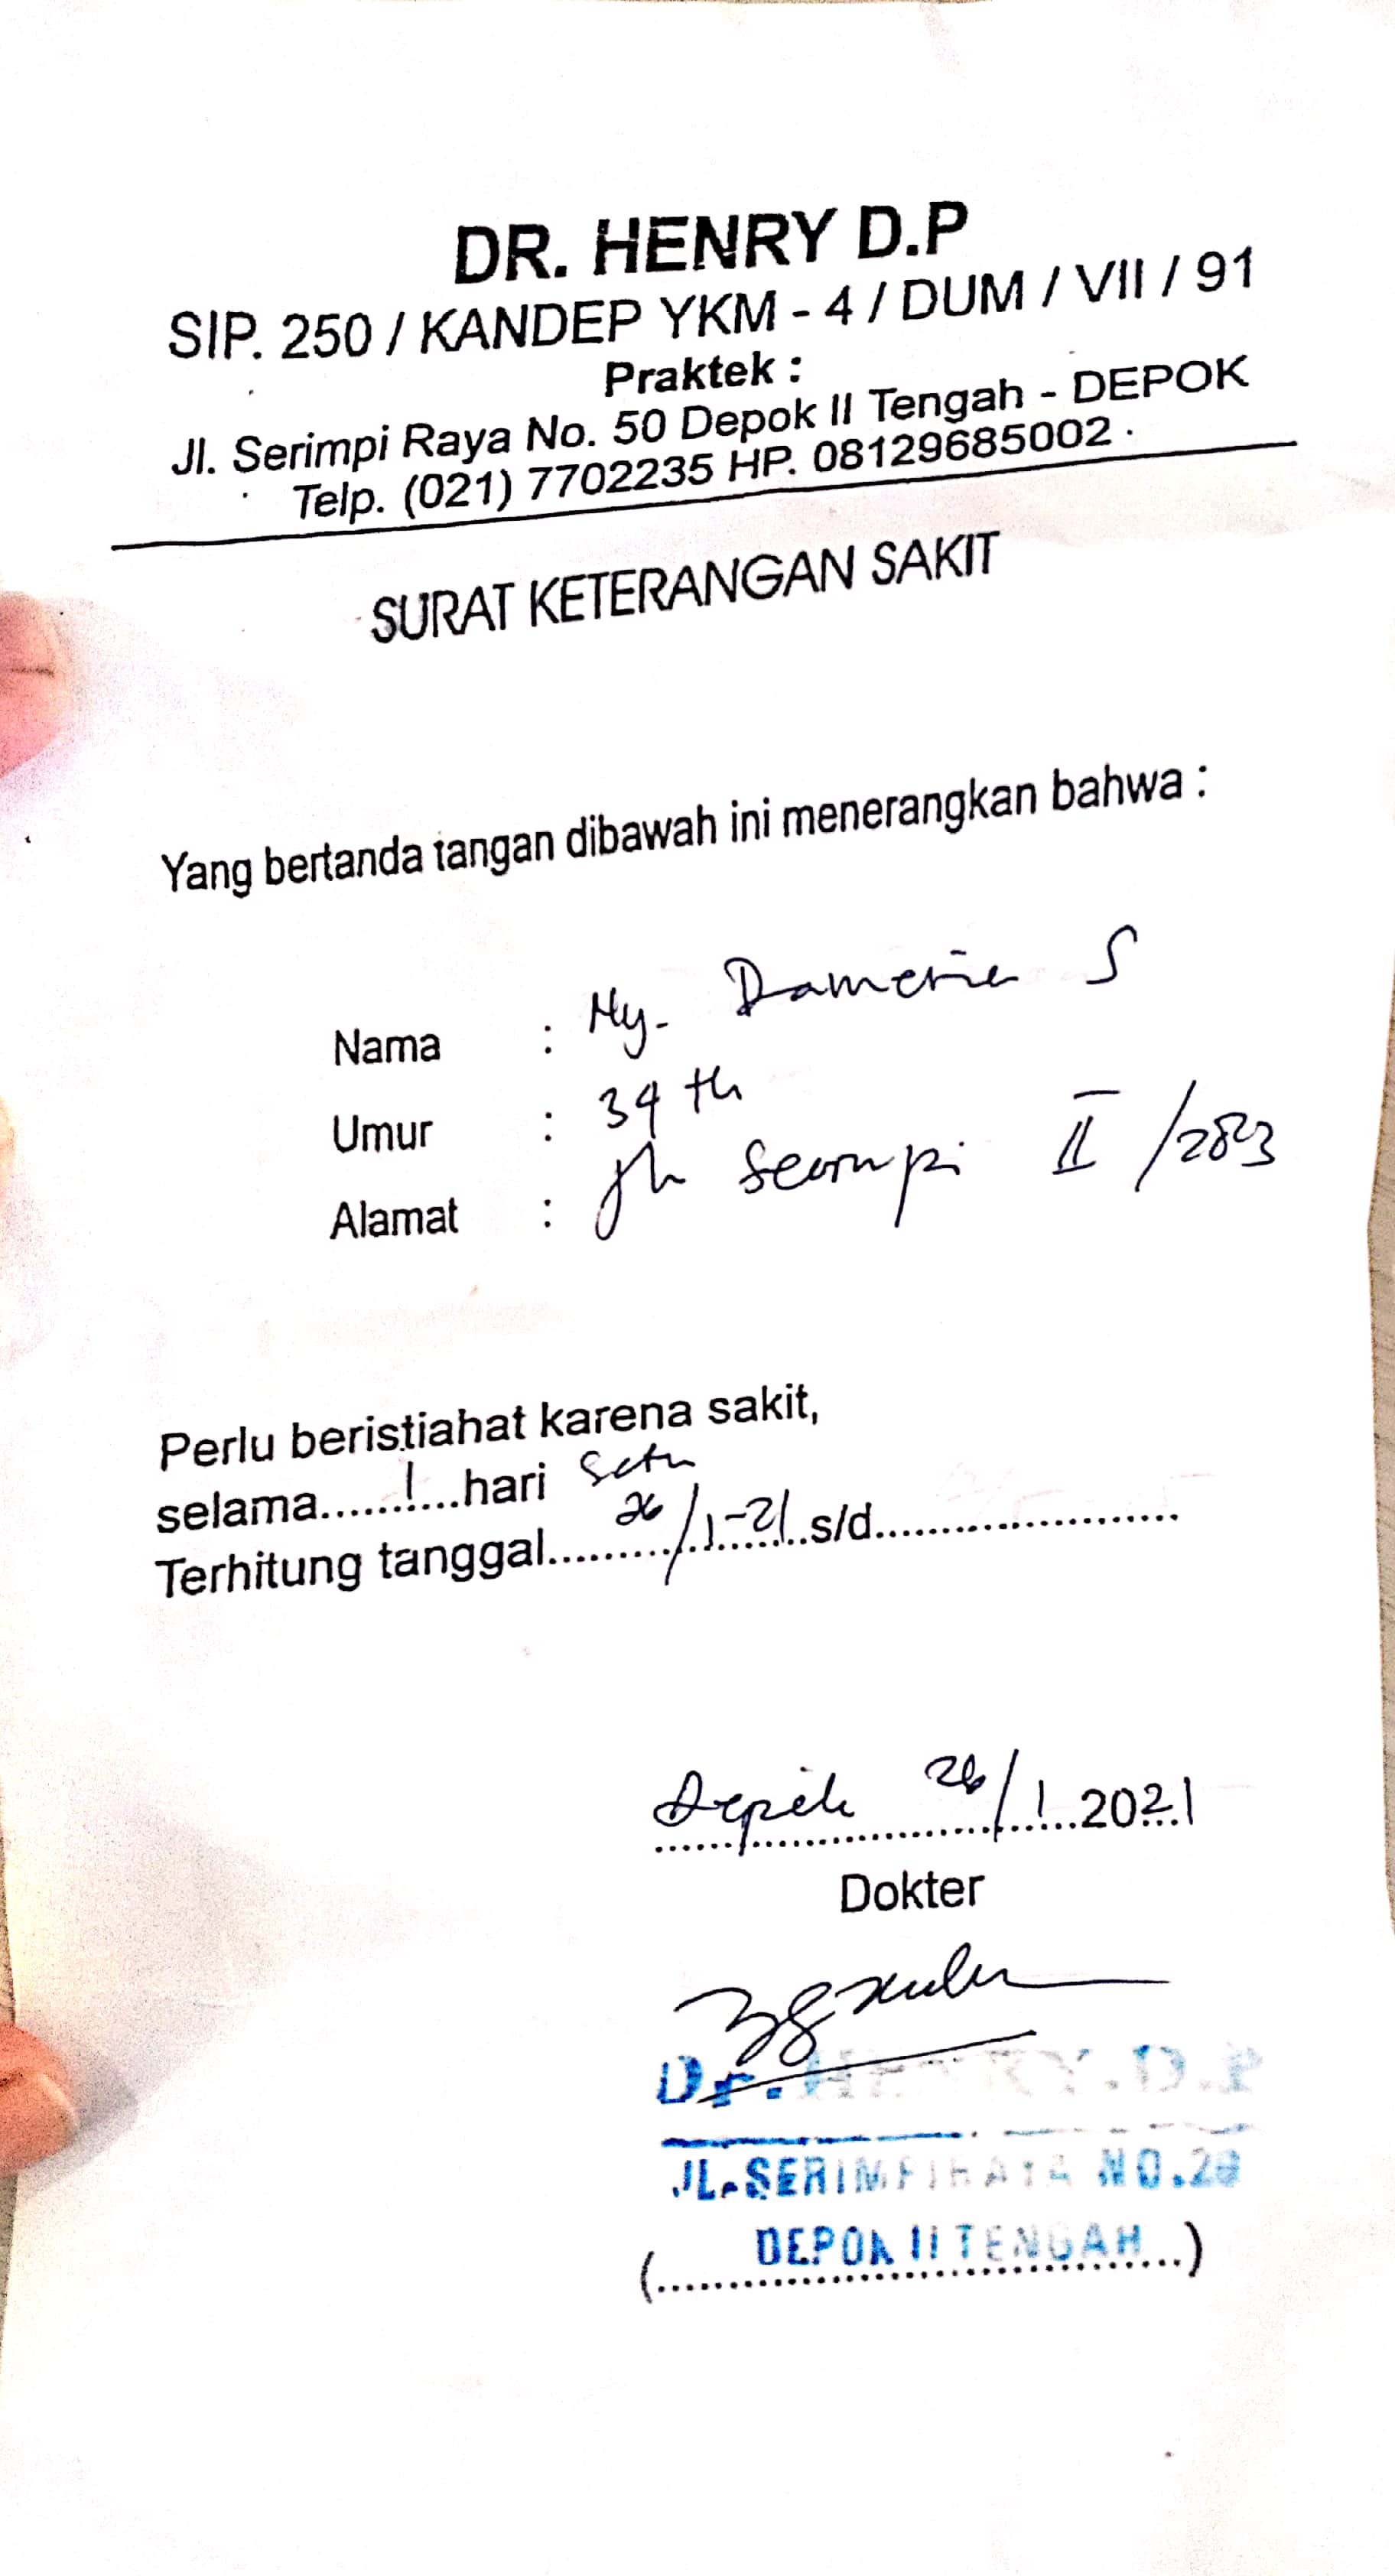 DR. HENRY D.P
SIP. 250 / KANDEP YKM - 4 / DUM / VII / 91
Praktek :
Jl. Serimpi Raya No. 50 Depok II Tengah - DEPOK
Telp. (021) 7702235 HP. 08129685002
SURAT KETERANGAN SAKIT
Yang bertanda tangan dibawah ini menerangkan bahwa :
Nama : Ny. Dameria S
Umur : 34 th
Alamat : Jln II /283
Perlu beristiahat karena sakit,
selama......1...hari Satu
Terhitung tanggal..........26/1-21..s/d......................
Depok 26/1 2021
Dokter
Dr. HENRY.D.P
JL.SERIMPI RAYA NO.
DEPOK II TENGAH
(......................................)